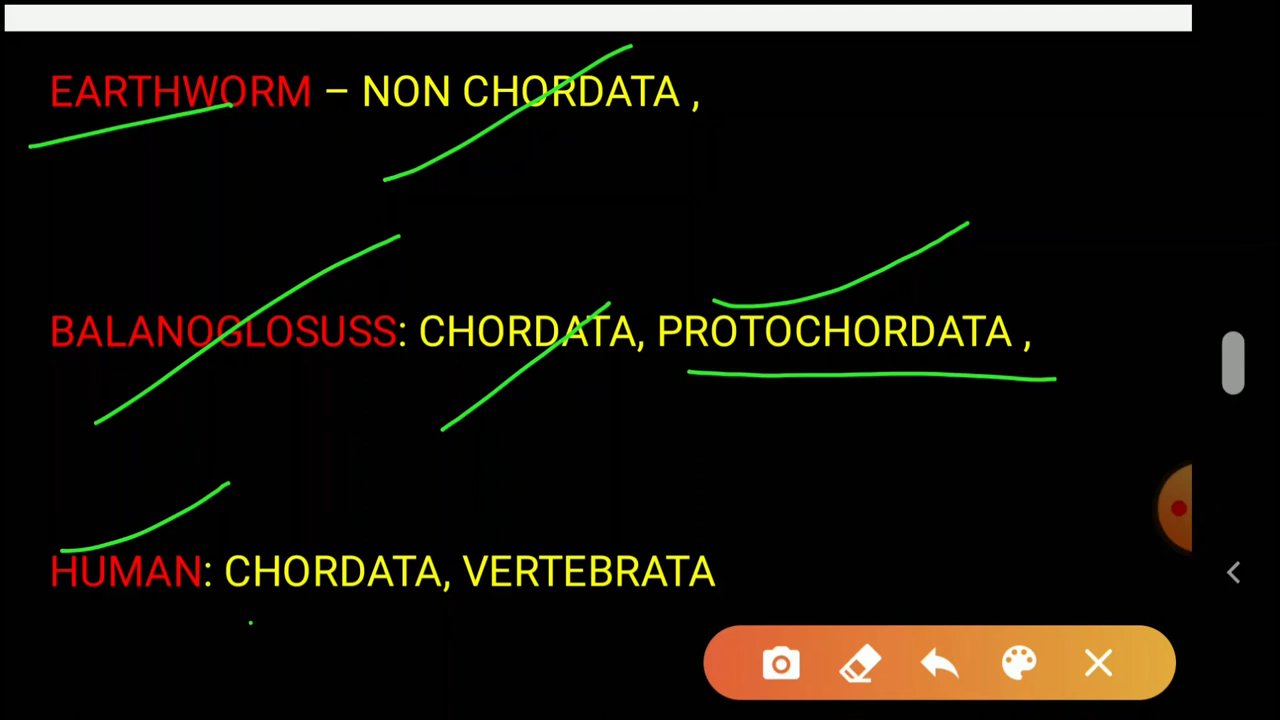 EARTHWORM – NON CHORDATA ,
BALANOGLOSUSS: CHORDATA, PROTOCHORDATA ,
HUMAN: CHORDATA, VERTEBRATA